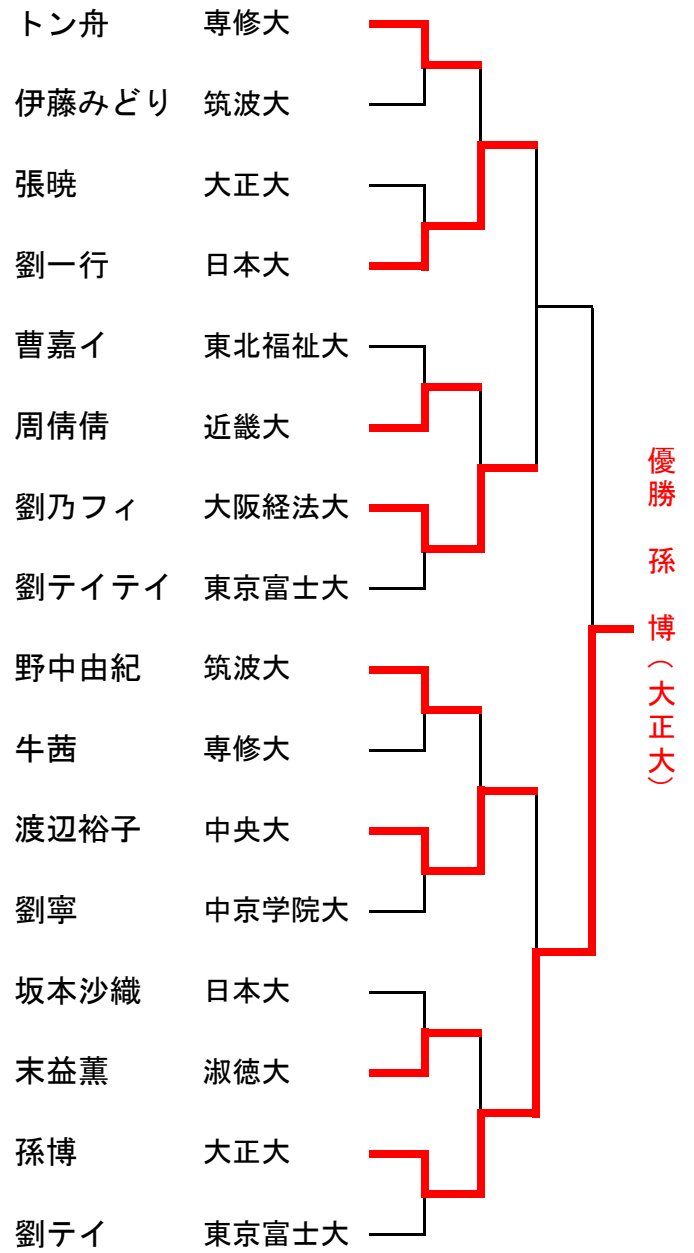 トン舟 専修大
伊藤みどり 筑波大
張暁 大正大
劉一行 日本大
曹嘉イ 東北福祉大
周倩倩 近畿大
劉乃フィ 大阪経法大
劉テイテイ 東京富士大
野中由紀 筑波大
牛茜 専修大
渡辺裕子 中央大
劉寧 中京学院大
坂本沙織 日本大
末益薫 淑徳大
孫博 大正大
劉テイ 東京富士大
優勝 孫 博(大正大)